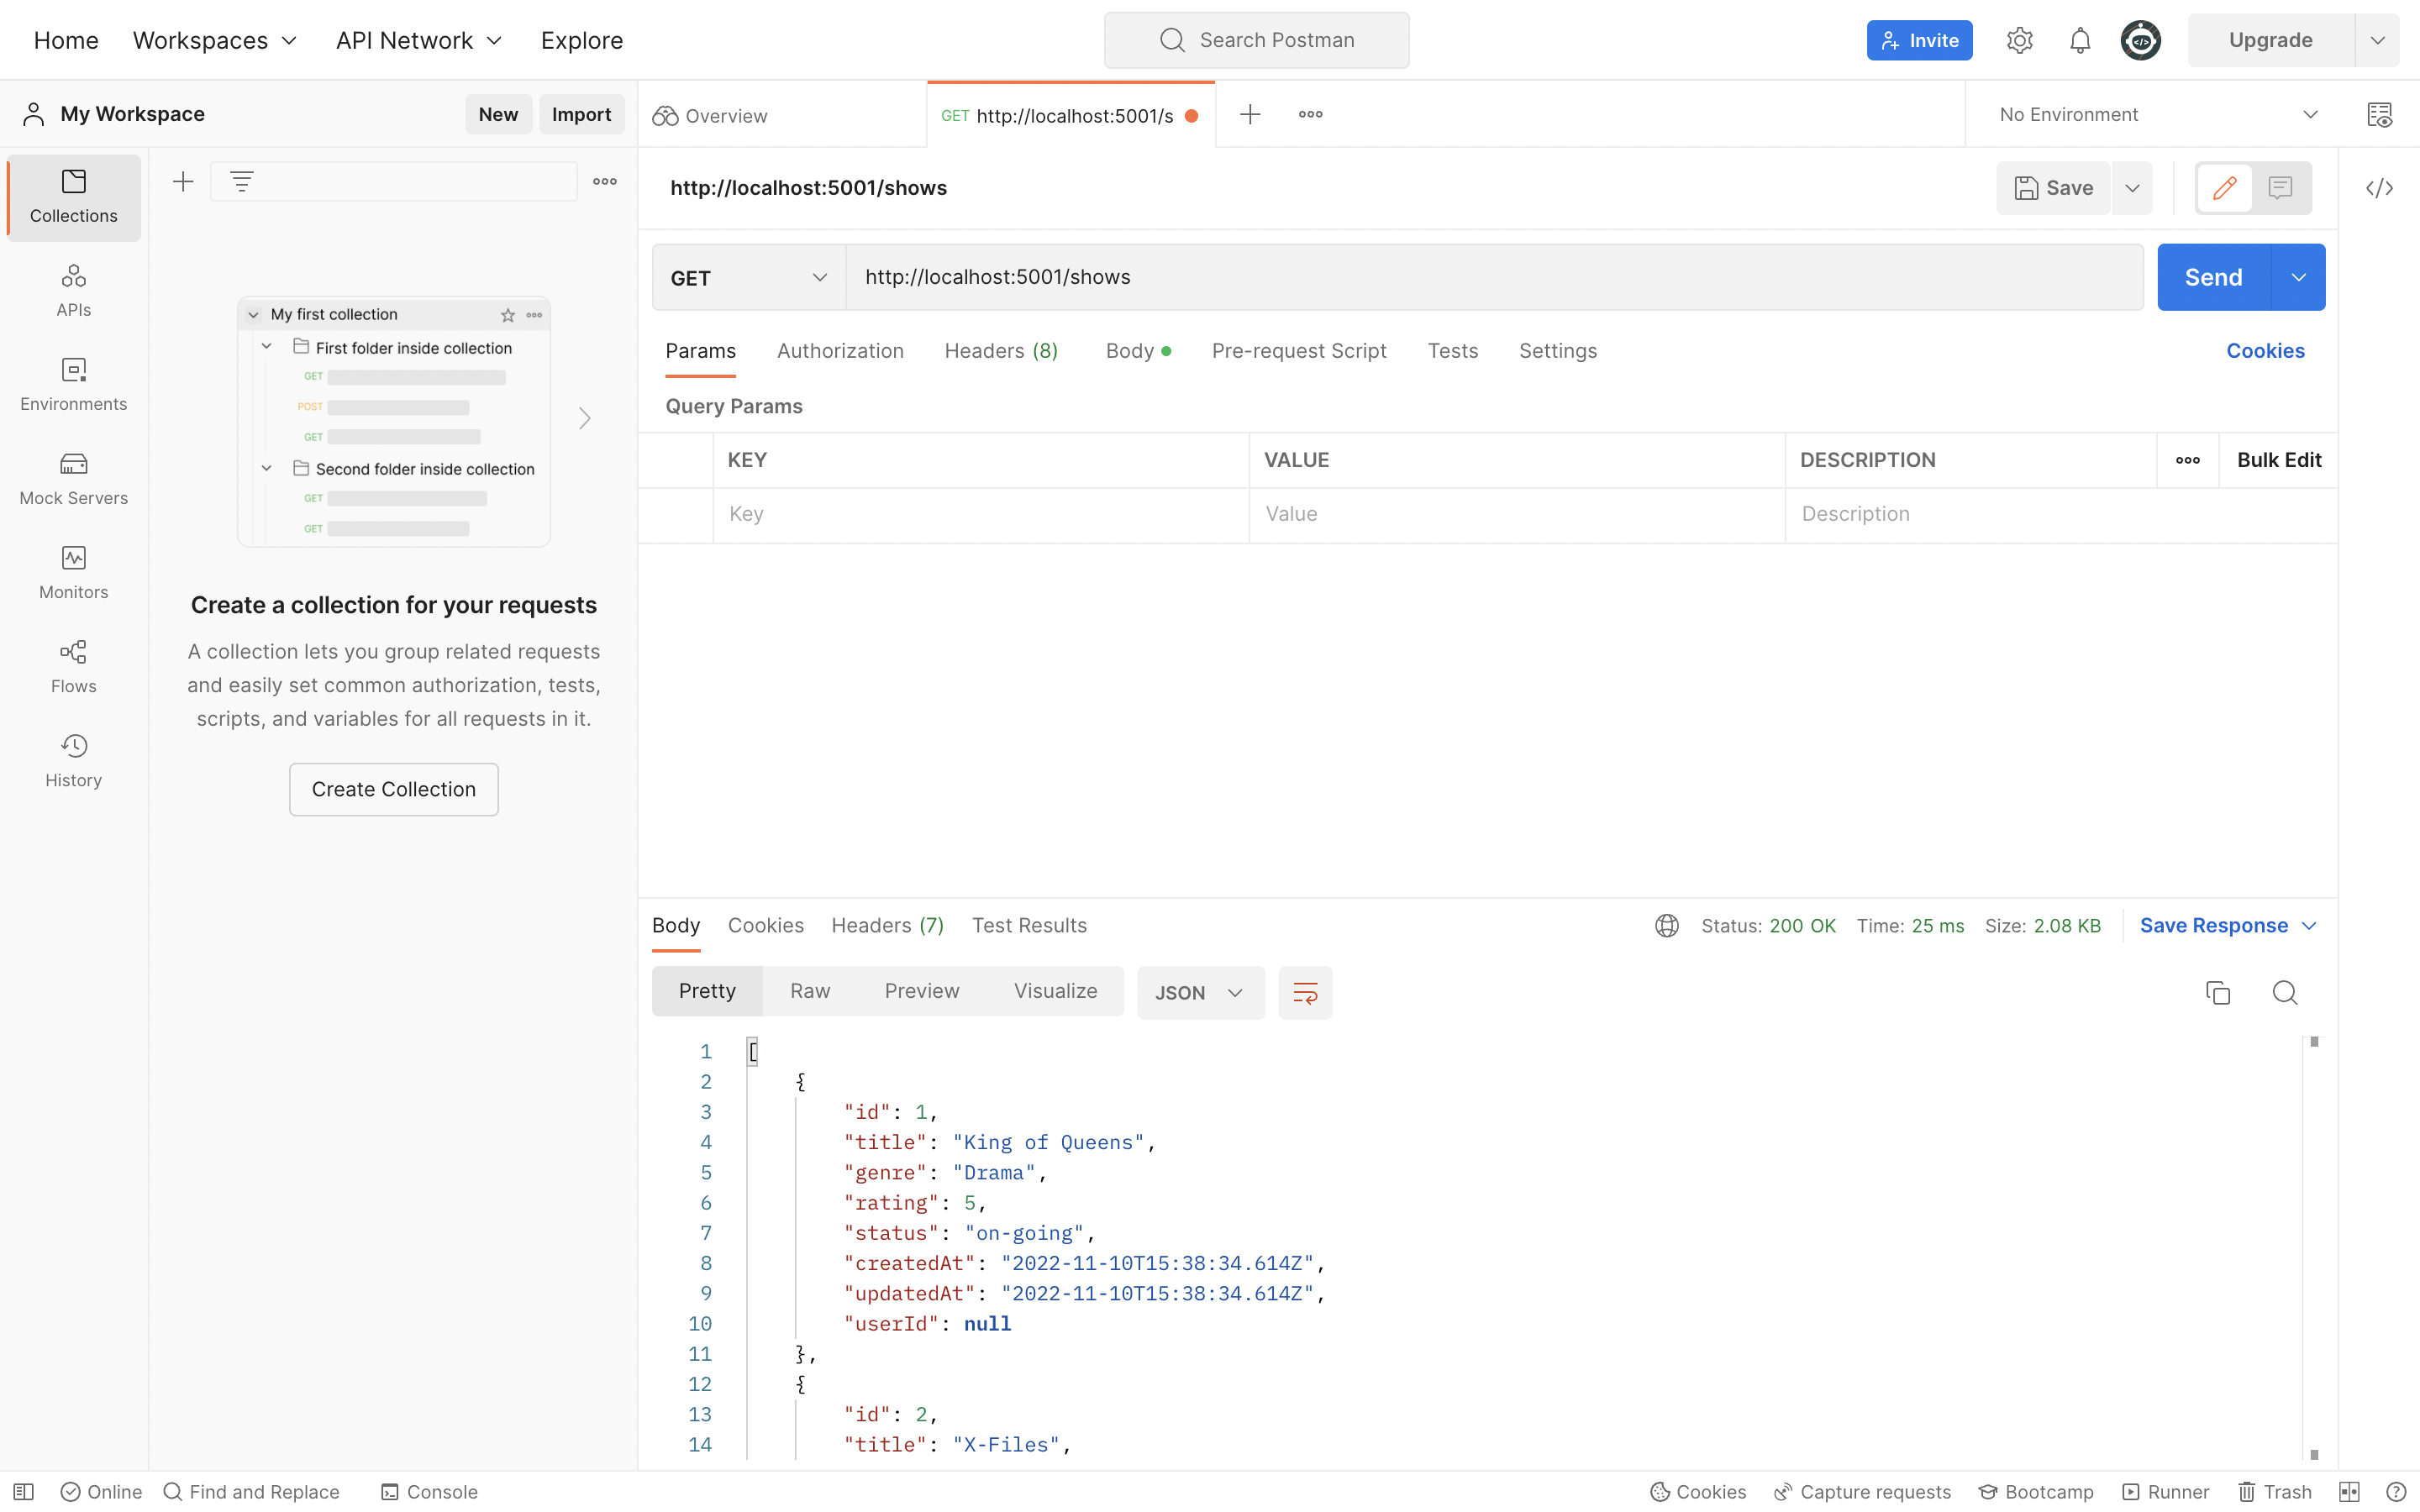 Home Workspaces API Network Explore Search Postman Invite Upgrade
My Workspace New Import Overview GET http://localhost:5001/s No Environment
Collections
APIs
Environments
Mock Servers
Monitors
Flows
History
My first collection
First folder inside collection
GET
POST
GET
Second folder inside collection
GET
GET
Create a collection for your requests
A collection lets you group related requests
and easily set common authorization, tests,
scripts, and variables for all requests in it.
Create Collection
http://localhost:5001/shows Save
GET http://localhost:5001/shows Send
Params Authorization Headers (8) Body Pre-request Script Tests Settings Cookies
Query Params
KEY VALUE DESCRIPTION Bulk Edit
Key Value Description
Body Cookies Headers (7) Test Results Status: 200 OK Time: 25 ms Size: 2.08 KB Save Response
Pretty Raw Preview Visualize JSON
1 [
2 {
3 "id": 1,
4 "title": "King of Queens",
5 "genre": "Drama",
6 "rating": 5,
7 "status": "on-going",
8 "createdAt": "2022-11-10T15:38:34.614Z",
9 "updatedAt": "2022-11-10T15:38:34.614Z",
10 "userId": null
11 },
12 {
13 "id": 2,
14 "title": "X-Files",
Online Find and Replace Console Cookies Capture requests Bootcamp Runner Trash